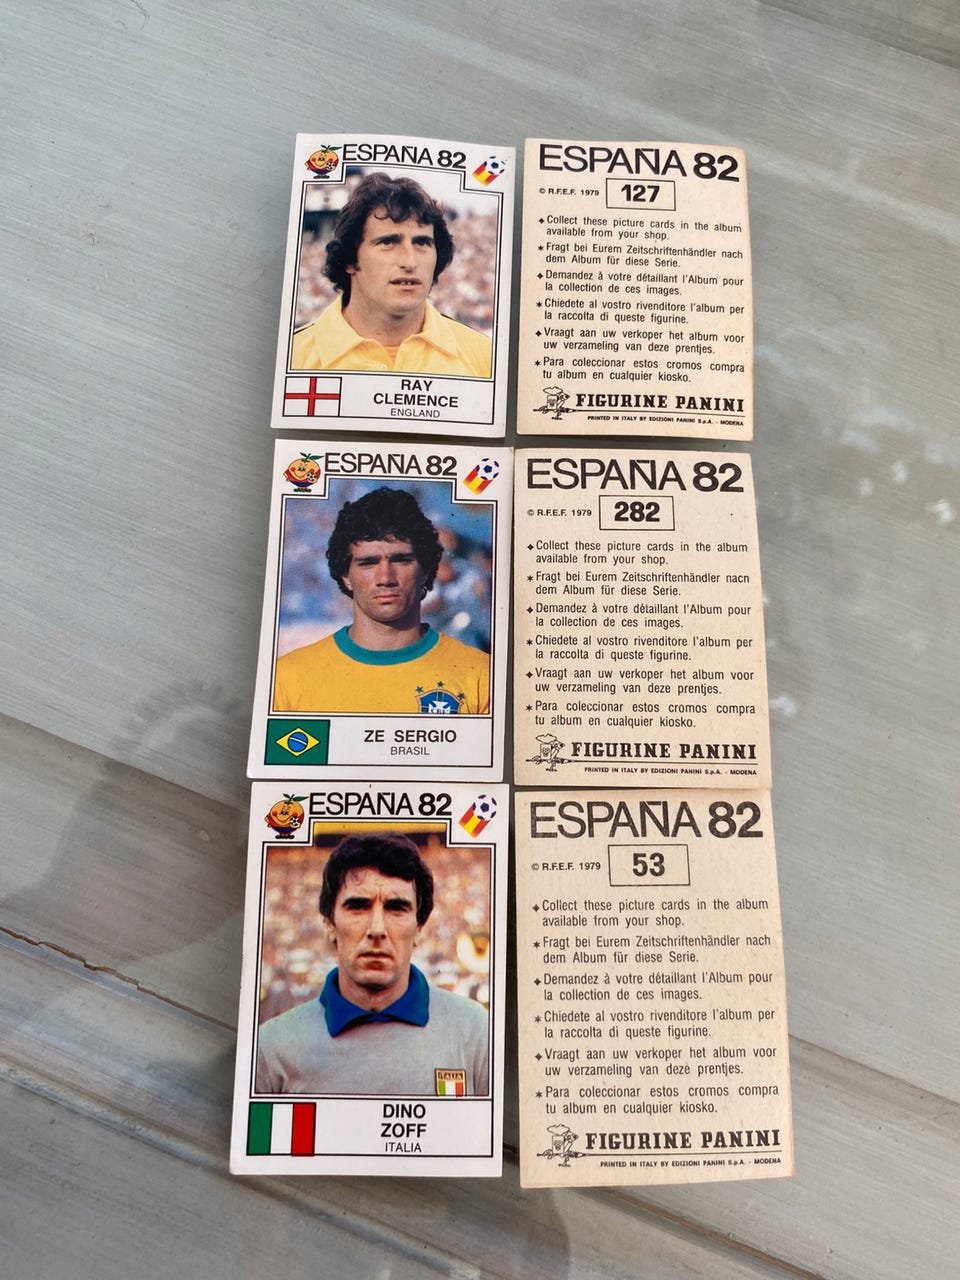 ESPAÑA 82
RAY
CLEMENCE
ENGLAND
ESPAÑA 82
© R.F.E.F. 1979
127
Collect these picture cards in the album
available from your shop.
Fragt bei Eurem Zeitschriftenhändler nach
dem Album für diese Serie.
Demandez à votre détaillant l'Album pour
la collection de ces images.
Chiedete al vostro rivenditore l'album per
la raccolta di queste figurine.
Vraagt aan uw verkoper het album voor
uw verzameling van deze prentjes.
Para coleccionar estos cromos compra
tu album en cualquier kiosko.
FIGURINE PANINI
PRINTED IN ITALY BY EDIZIONI PANINI S.p.A. - MODENA
ESPAÑA 82
ZE SERGIO
BRASIL
ESPAÑA 82
© R.F.E.F. 1979
282
Collect these picture cards in the album
available from your shop.
Fragt bei Eurem Zeitschriftenhändler nach
dem Album für diese Serie.
Demandez à votre détaillant l'Album pour
la collection de ces images.
Chiedete al vostro rivenditore l'album per
la raccolta di queste figurine.
Vraagt aan uw verkoper het album voor
uw verzameling van deze prentjes.
Para coleccionar estos cromos compra
tu album en cualquier kiosko.
FIGURINE PANINI
PRINTED IN ITALY BY EDIZIONI PANINI S.p.A. - MODENA
ESPAÑA 82
ITALIA
DINO
ZOFF
ITALIA
ESPAÑA 82
© R.F.E.F. 1979
53
Collect these picture cards in the album
available from your shop.
Fragt bei Eurem Zeitschriftenhändler nach
dem Album für diese Serie.
Demandez à votre détaillant l'Album pour
la collection de ces images.
Chiedete al vostro rivenditore l'album per
la raccolta di queste figurine.
Vraagt aan uw verkoper het album voor
uw verzameling van deze prentjes.
Para coleccionar estos cromos compra
tu album en cualquier kiosko.
FIGURINE PANINI
PRINTED IN ITALY BY EDIZIONI PANINI S.p.A. - MODENA